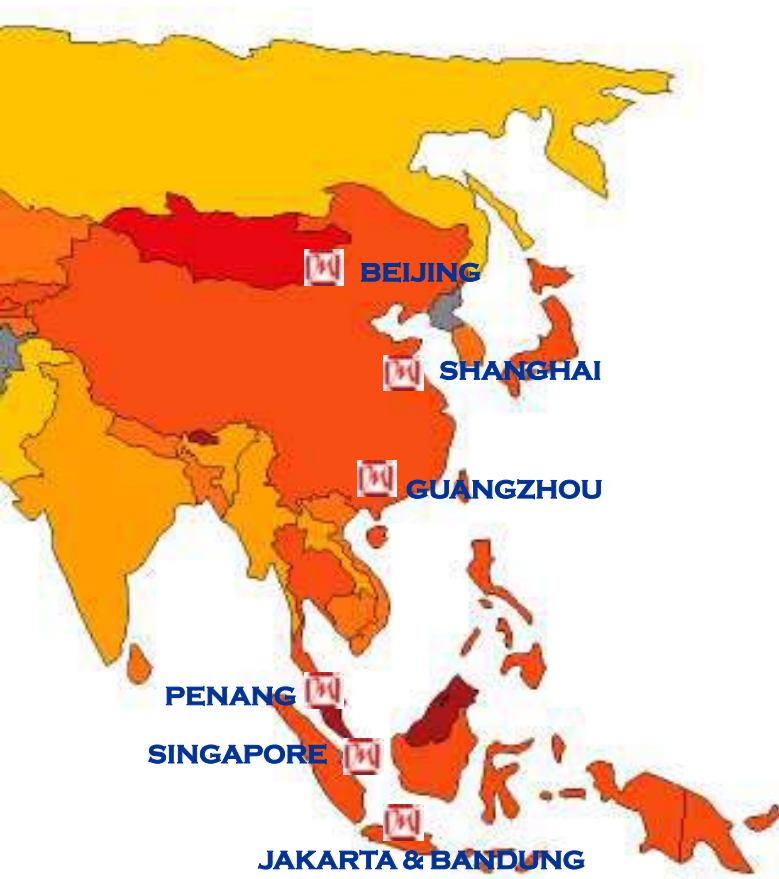 BEIJING
SHANGHAI
GUANGZHOU
PENANG
SINGAPORE
JAKARTA & BANDUNG